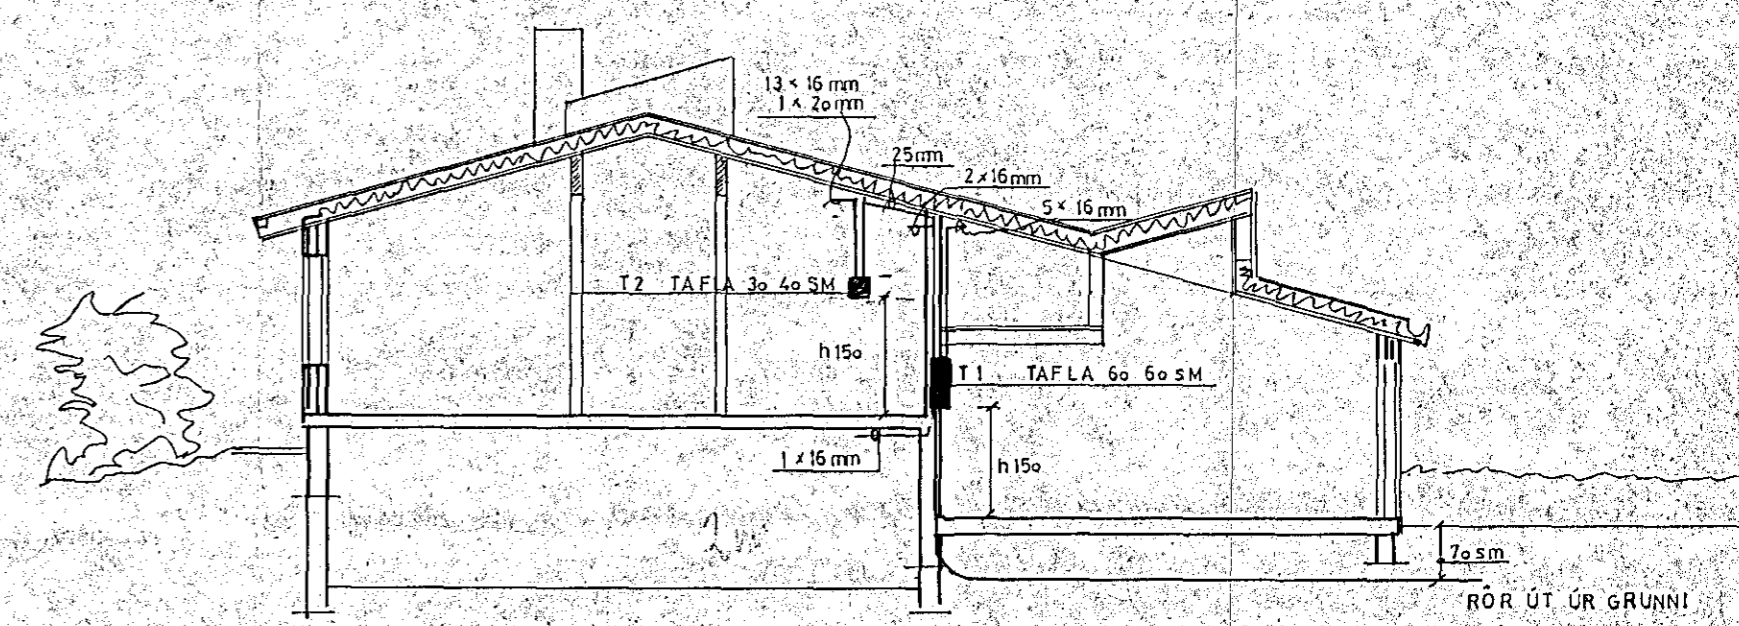 13 × 16 mm
1 × 20 mm
25 mm
2 × 16 mm
5 × 16 mm
T2 TAFLA 30 40 SM
h 150
T1 TAFLA 60 60 SM
1 × 16 mm
h 150
70 sm
RÖR ÚT ÚR GRUNNI